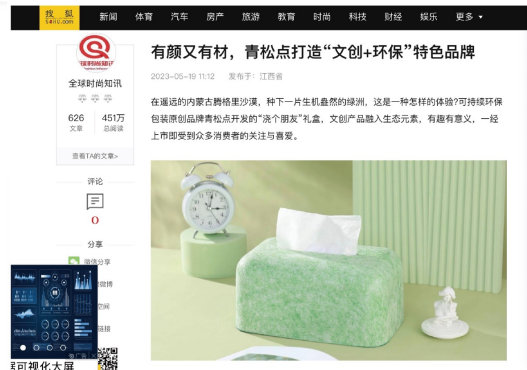 搜 狐
sohu.com
新闻 体育 汽车 房产 旅游 教育 时尚 科技 财经 娱乐 更多
全球时尚知讯
626 451万
文章 总阅读
查看TA的文章>
评论
0
分享
微信分享
有颜又有材，青松点打造“文创+环保”特色品牌
2023-05-19 11:12 发布于：江西省
在遥远的内蒙古腾格里沙漠，种下一片生机盎然的绿洲，这是一种怎样的体验?可持续环保
包装原创品牌青松点开发的“浇个朋友”礼盒，文创产品融入生态元素，有趣有意义，一经
上市即受到众多消费者的关注与喜爱。